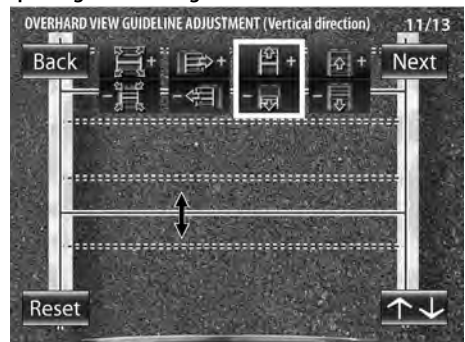 OVERHARD VIEW GUIDELINE ADJUSTMENT (Vertical direction) 11/13
Back + + + + Next
- - - -
Reset